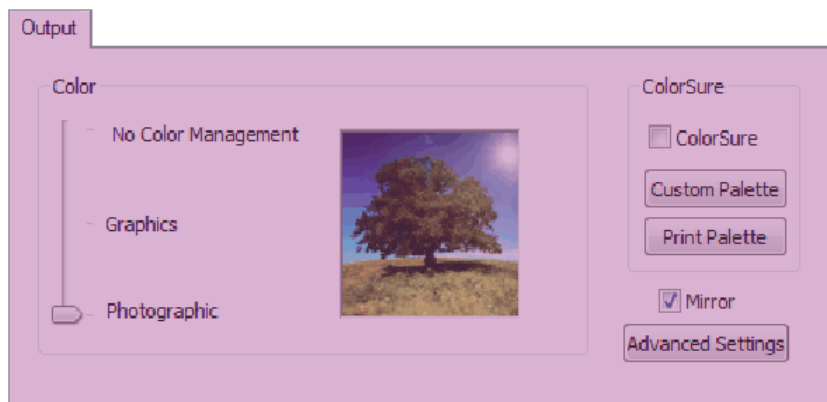 Output
Color
No Color Management
Graphics
Photographic
ColorSure
ColorSure
Custom Palette
Print Palette
Mirror
Advanced Settings